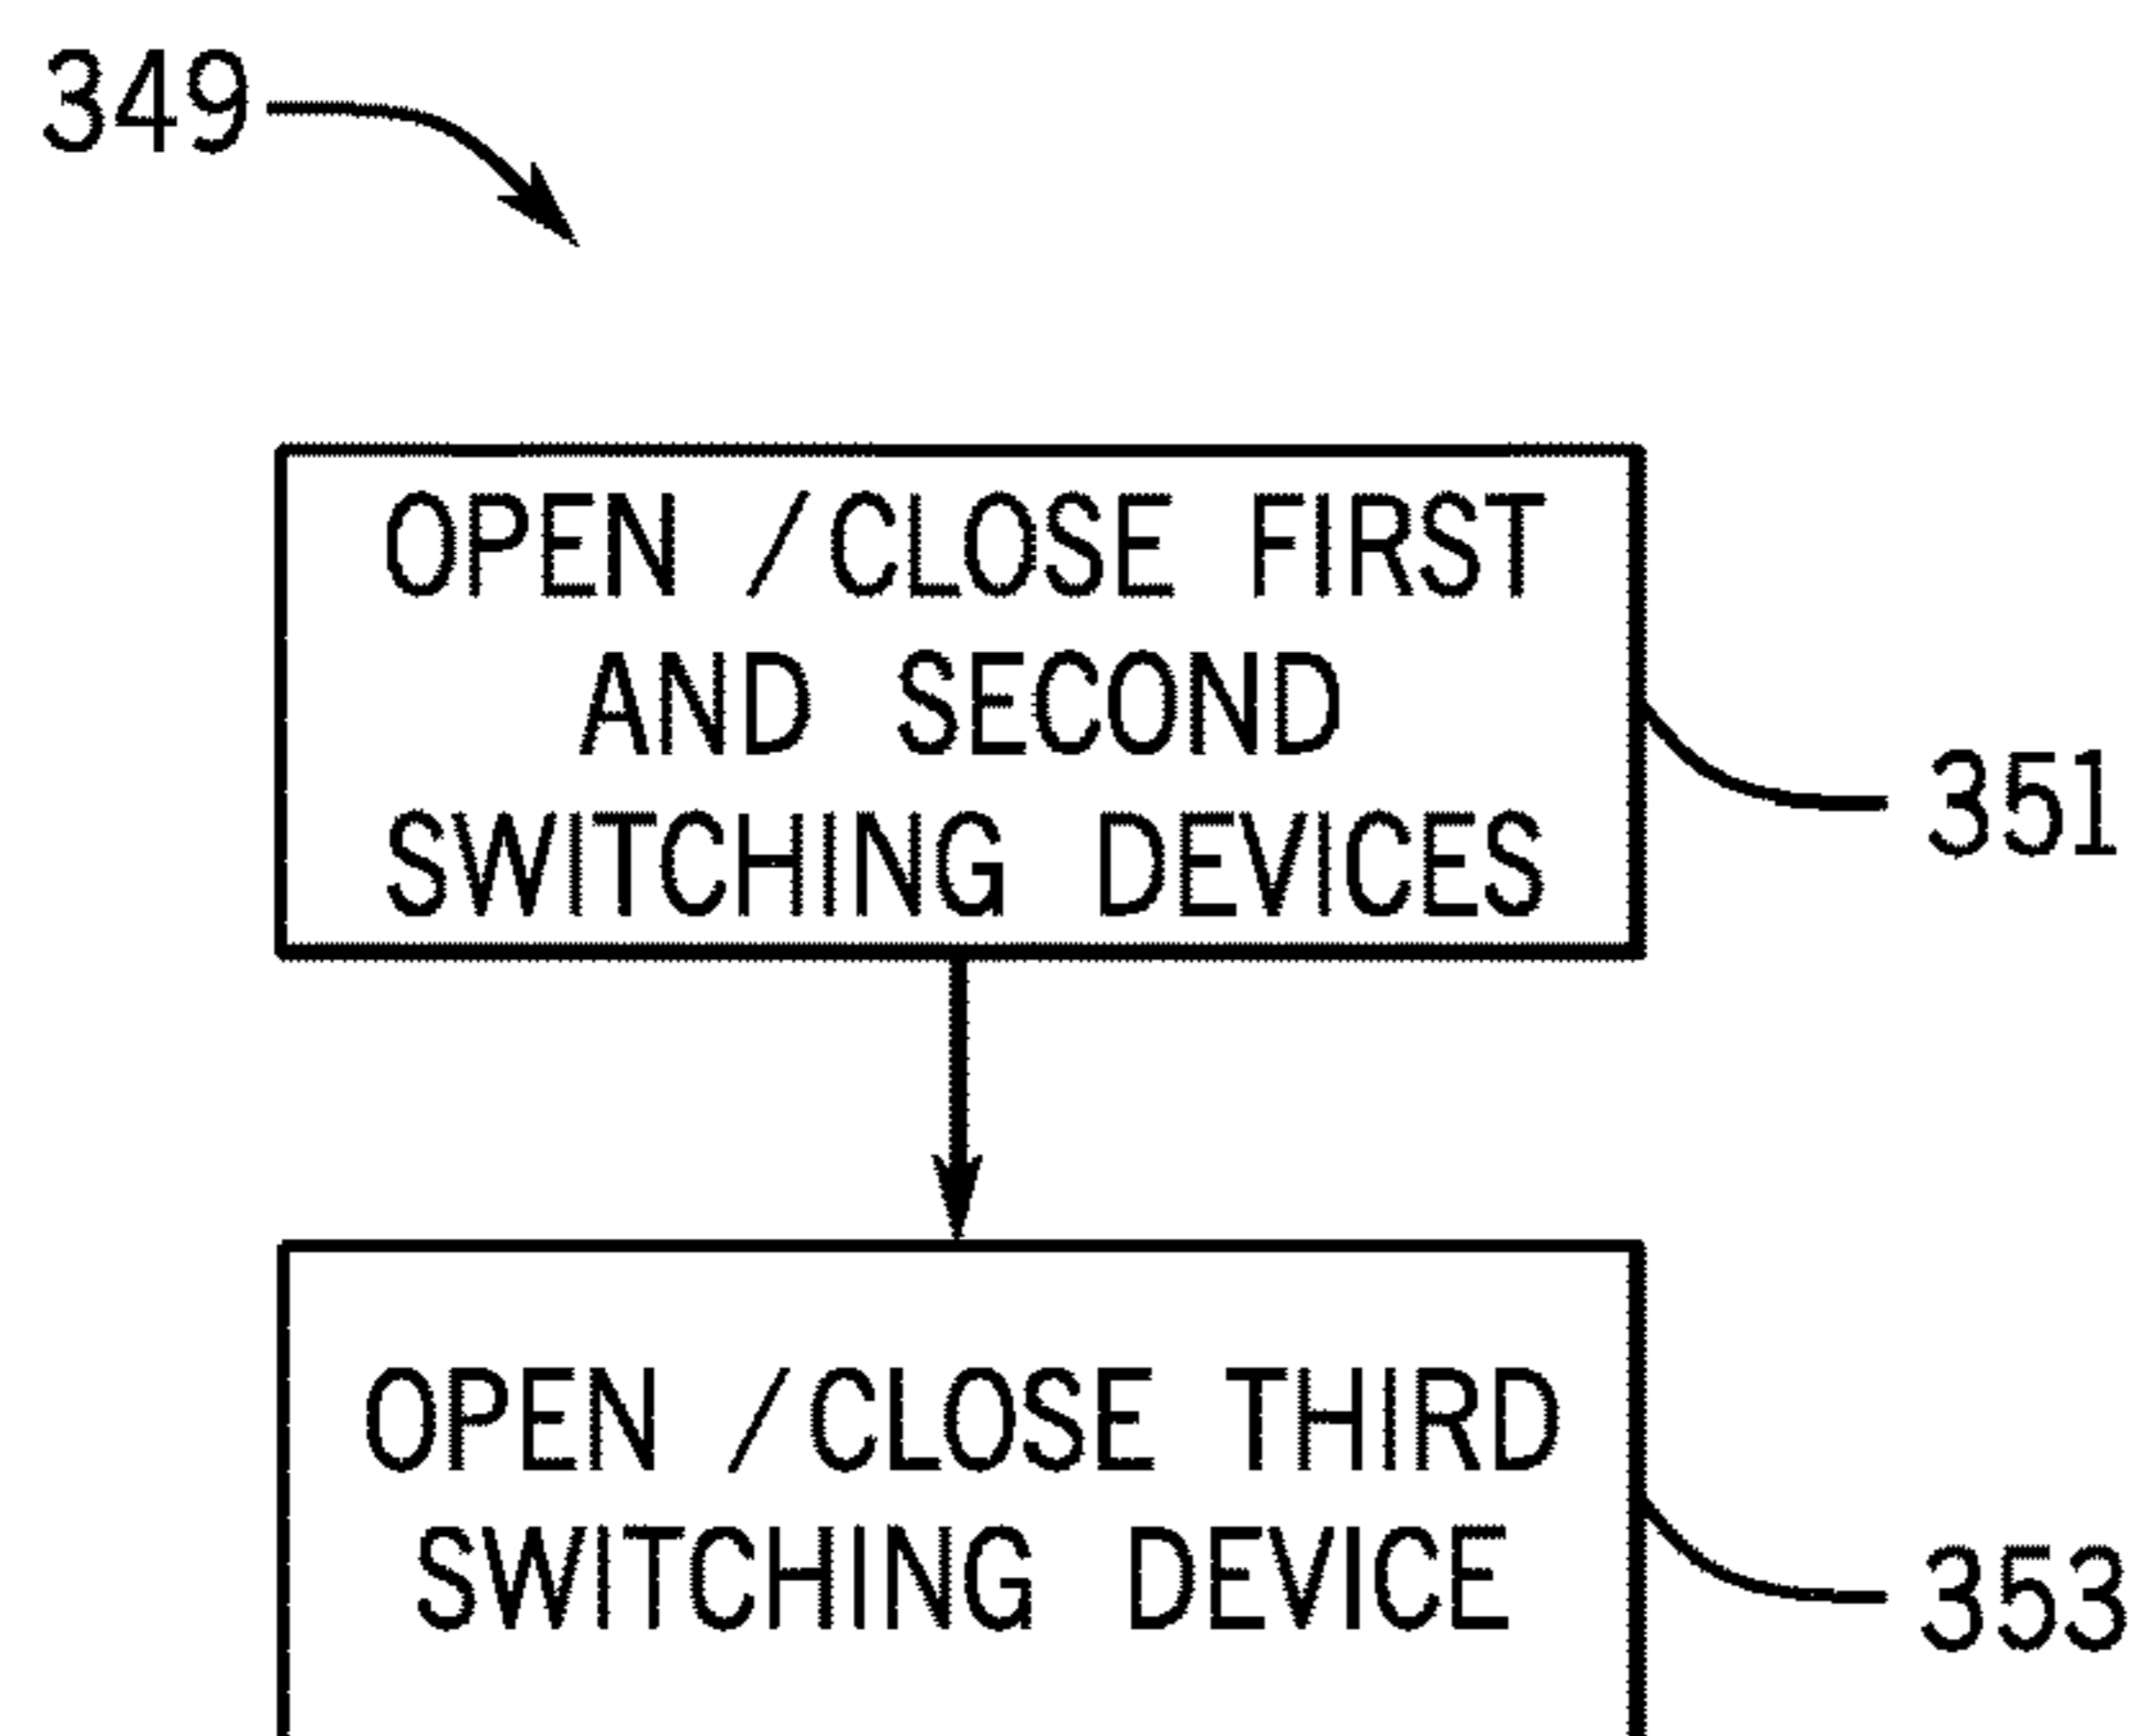 349
OPEN /CLOSE FIRST
AND SECOND
SWITCHING DEVICES
351
OPEN /CLOSE THIRD
SWITCHING DEVICE
353